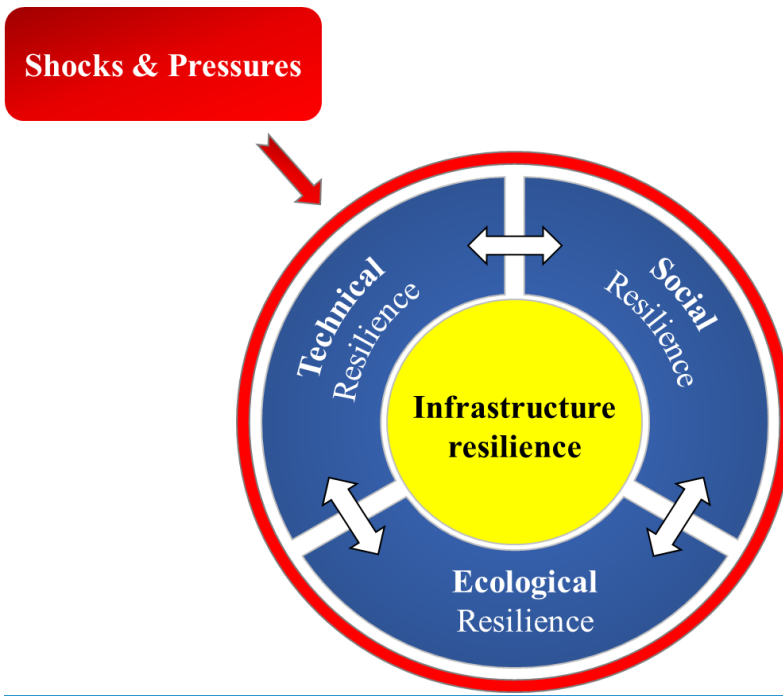 Shocks & Pressures
Technical
Resilience
Social
Resilience
Infrastructure
resilience
Ecological
Resilience